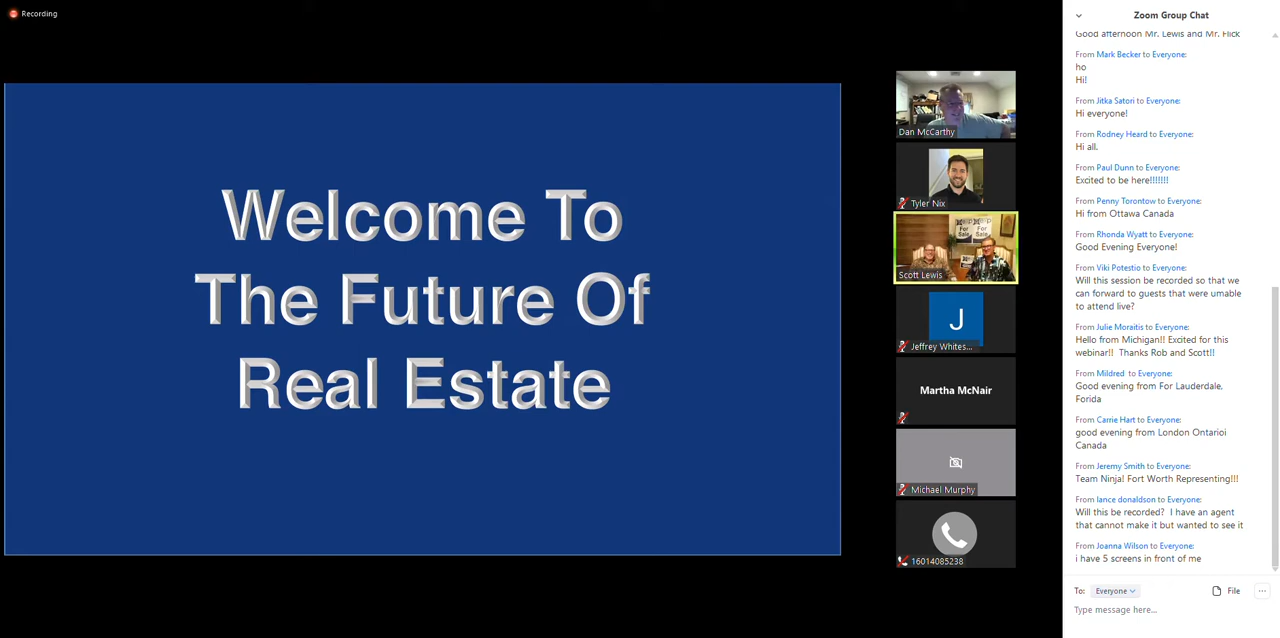 Recording
Welcome To
The Future Of
Real Estate
Dan McCarthy
Tyler Nix
For
Sale
For
Sale
Scott Lewis
J
Jeffrey Whites...
Martha McNair
Michael Murphy
16014085238
Zoom Group Chat
Good afternoon Mr. Lewis and Mr. Flick
From Mark Becker to Everyone:
ho
Hi!
From Jitka Satori to Everyone:
Hi everyone!
From Rodney Heard to Everyone:
Hi all.
From Paul Dunn to Everyone:
Excited to be here!!!!!!!
From Penny Torontow to Everyone:
Hi from Ottawa Canada
From Rhonda Wyatt to Everyone:
Good Evening Everyone!
From Viki Potestio to Everyone:
Will this session be recorded so that we
can forward to guests that were unable
to attend live?
From Julie Moraitis to Everyone:
Hello from Michigan!! Excited for this
webinar!! Thanks Rob and Scott!!
From Mildred to Everyone:
Good evening from For Lauderdale,
Forida
From Carrie Hart to Everyone:
good evening from London Ontarioi
Canada
From Jeremy Smith to Everyone:
Team Ninja! Fort Worth Representing!!!
From lance donaldson to Everyone:
Will this be recorded? I have an agent
that cannot make it but wanted to see it
From Joanna Wilson to Everyone:
i have 5 screens in front of me
To: Everyone
File
Type message here...